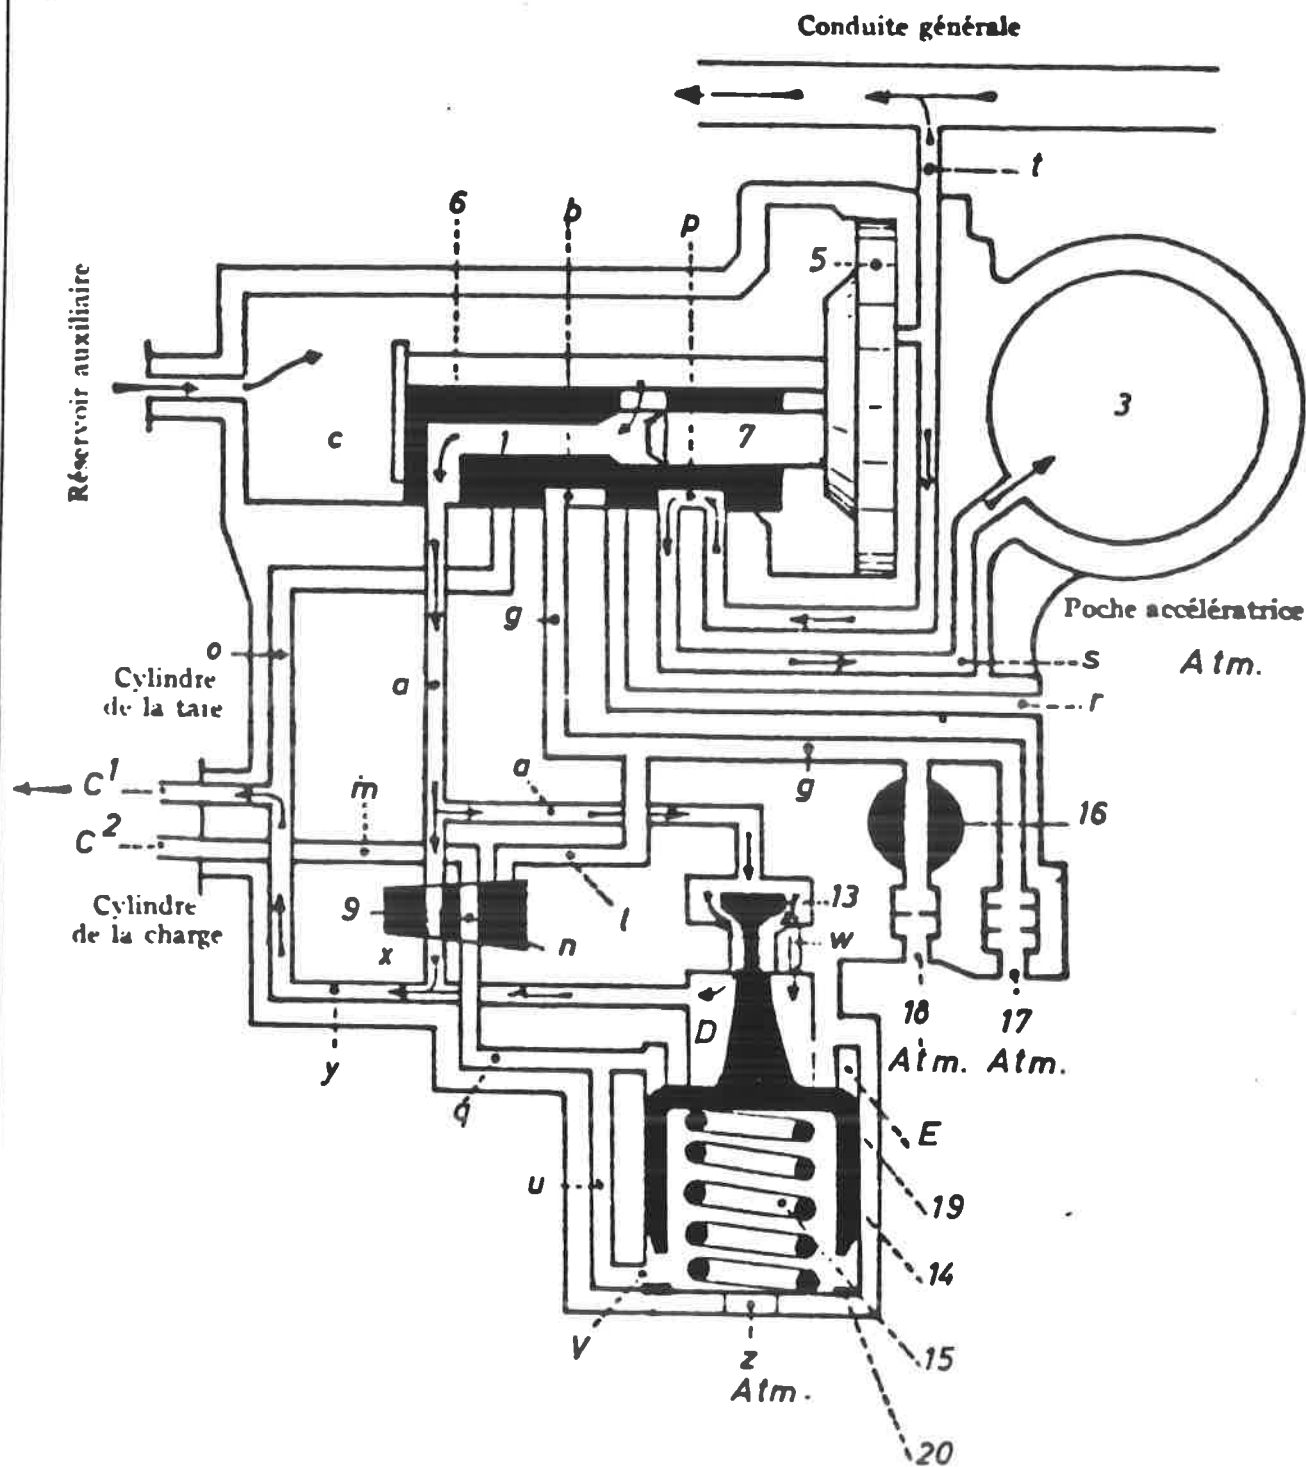 Conduite générale
t
6
b
p
5
Réservoir auxiliaire
3
c
1
7
g
Poche accélératrice
o
s
Cylindre
de la tare
a
Atm.
r
C1
m
a
g
C2
16
9
13
Cylindre
de la charge
l
w
n
x
D
18
17
y
Atm.
Atm.
q
E
u
19
14
V
z
15
Atm.
20